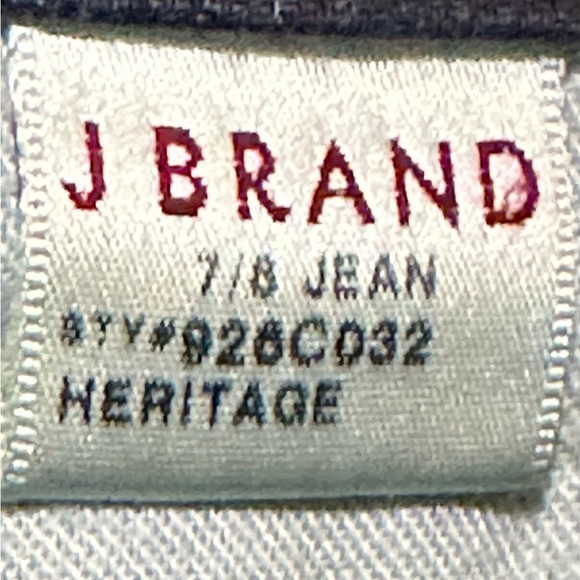 J BRAND
7/8 JEAN
STY#926C032
HERITAGE